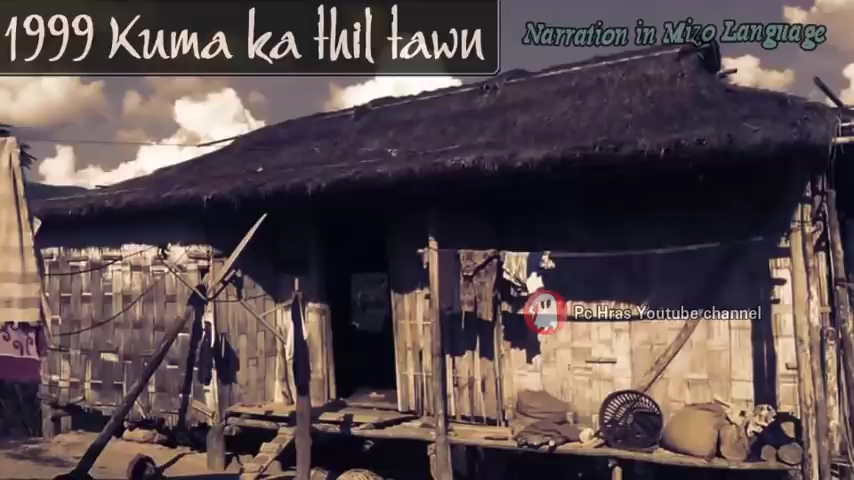 1999 Kuma ka thil tawn
Narration in Mizo Language
Pc Hras Youtube channel